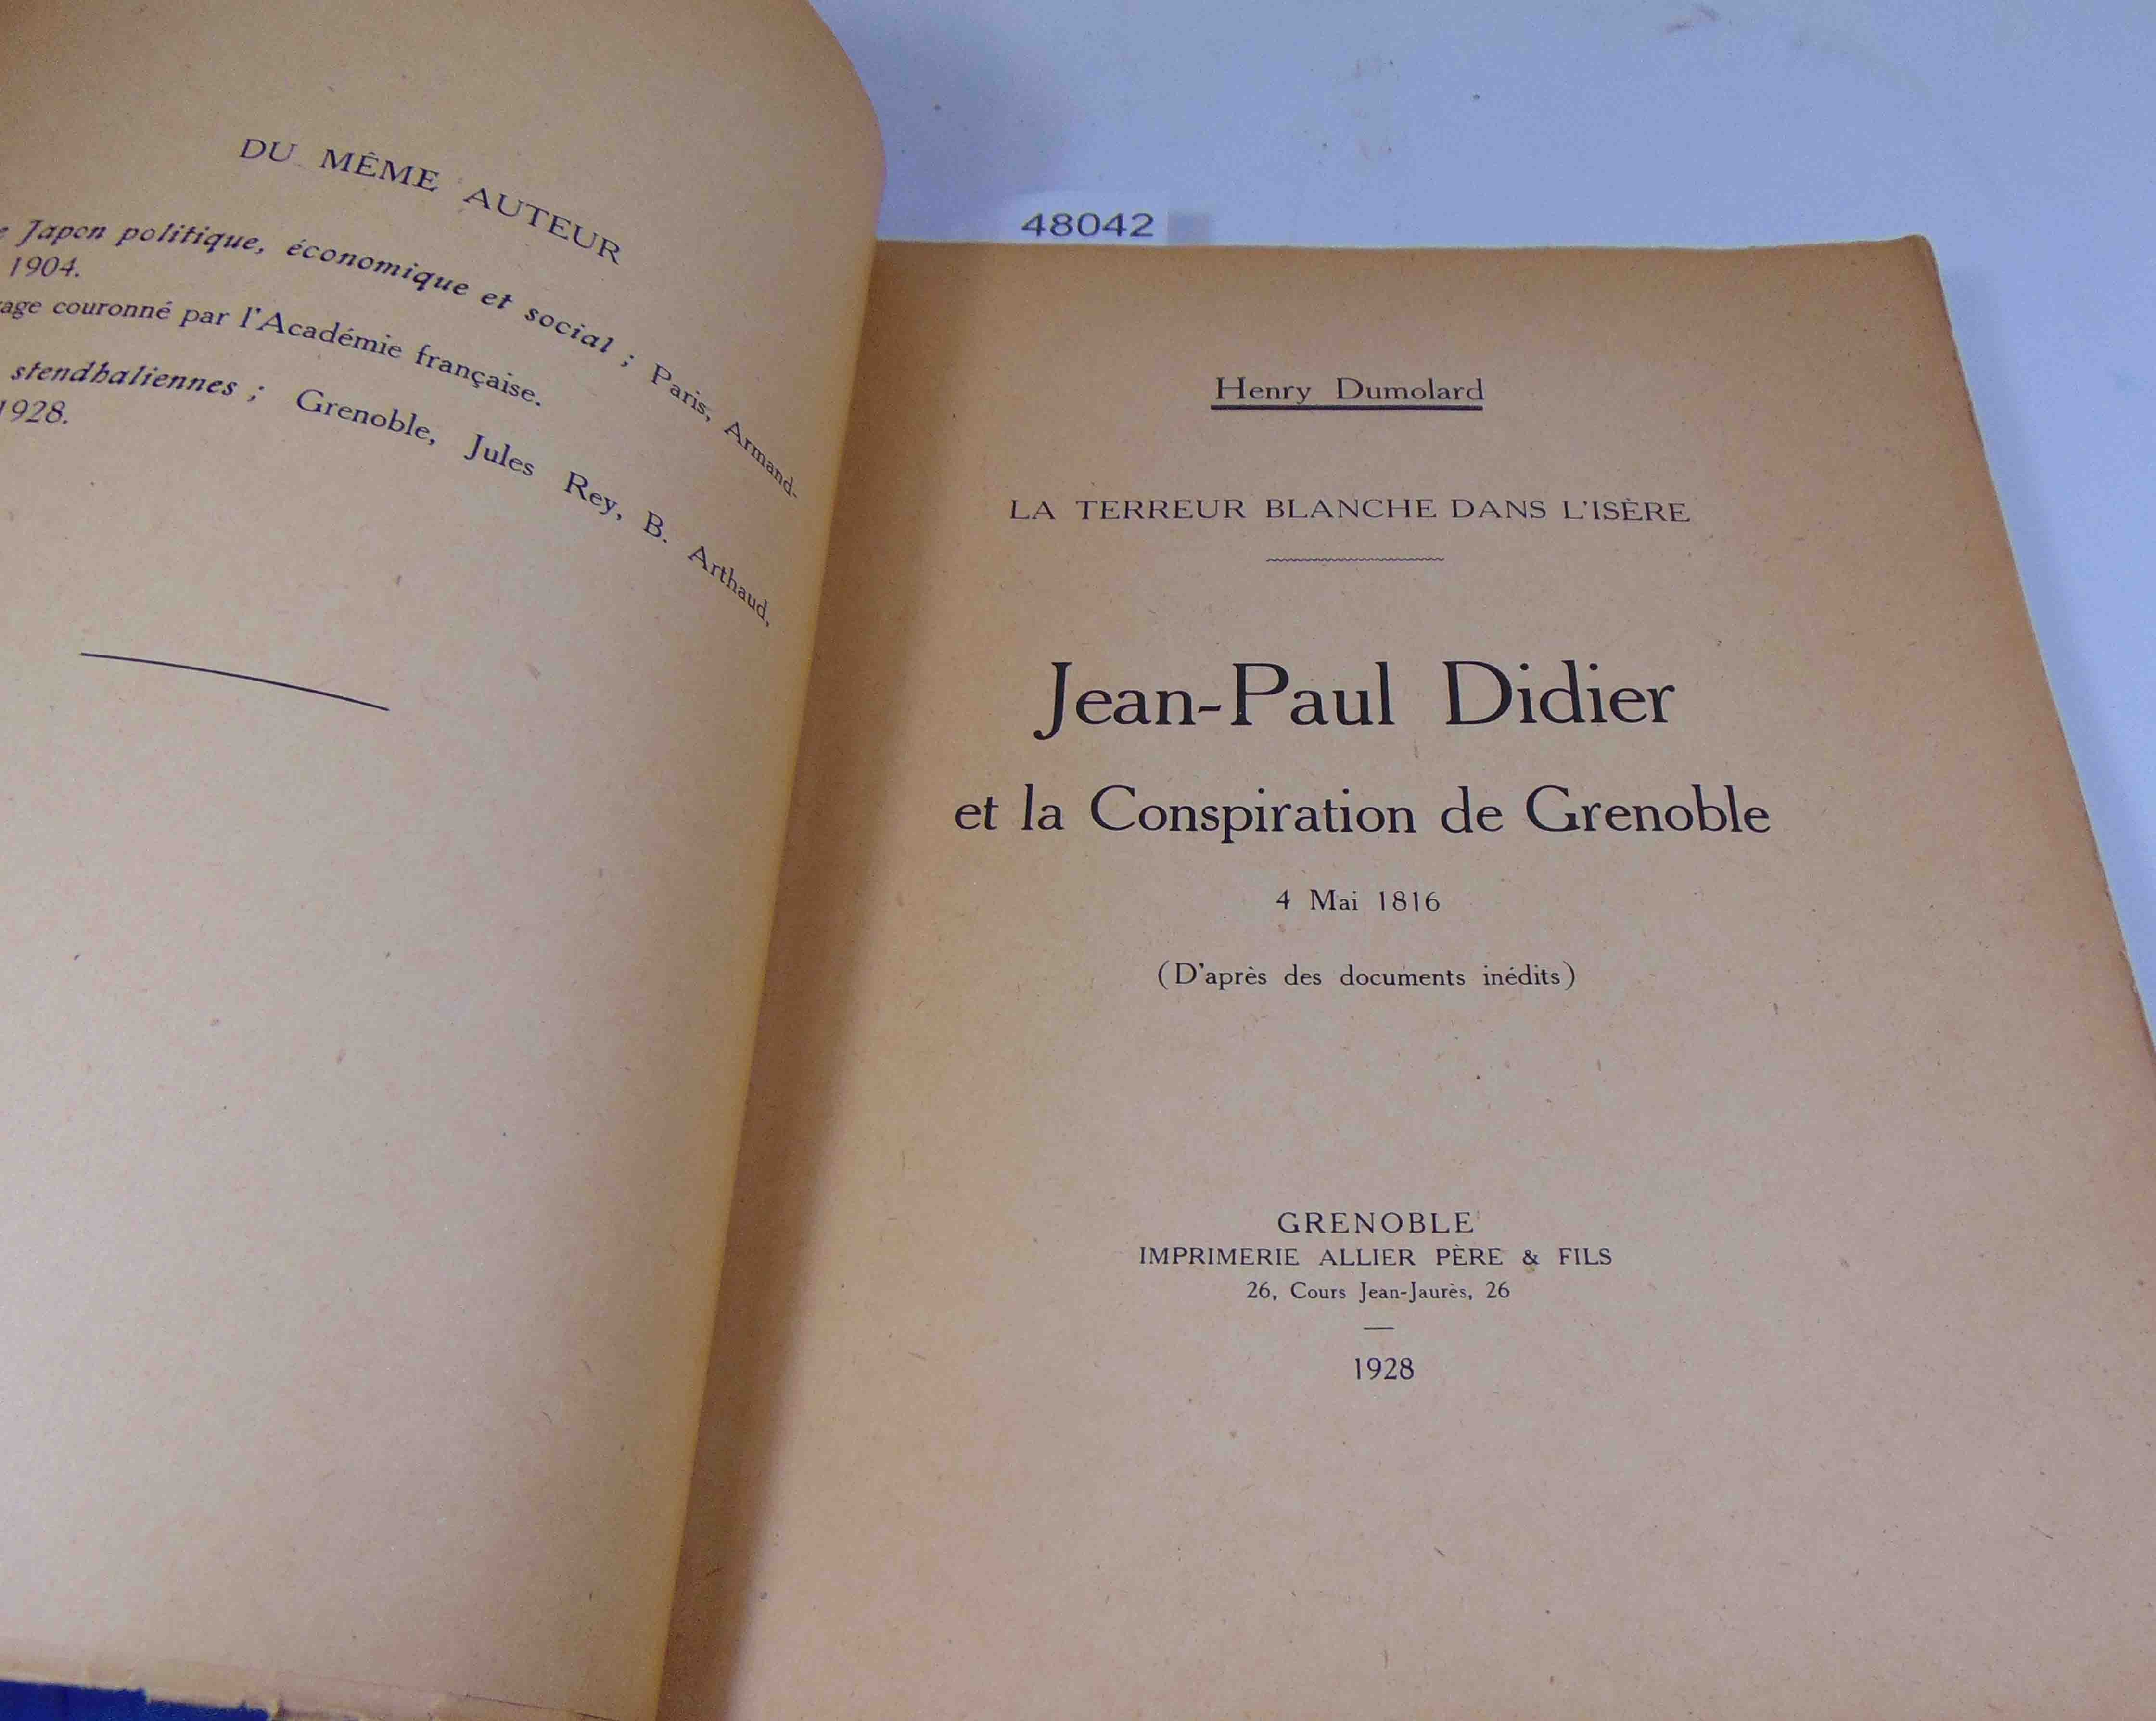 DU MÊME AUTEUR
Japon politique, économique et social ; Paris, Armand-
1904.
couronné par l'Académie française.
stendhaliennes ; Grenoble, Jules Rey, B. Arthaud,
1928.
48042
Henry Dumolard
LA TERREUR BLANCHE DANS L'ISÈRE
Jean-Paul Didier
et la Conspiration de Grenoble
4 Mai 1816
(D'après des documents inédits)
GRENOBLE
IMPRIMERIE ALLIER PÈRE & FILS
26, Cours Jean-Jaurès, 26
1928